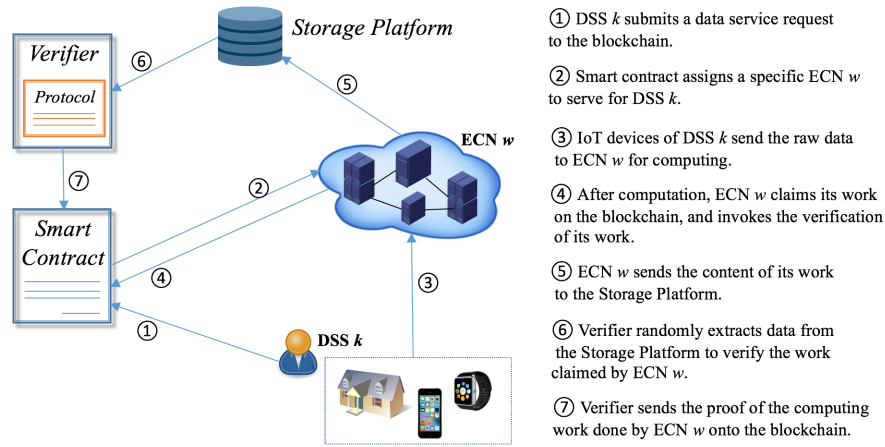 Storage Platform
Verifier
Protocol
⑥
⑤
ECN w
⑦
②
Smart
Contract
④
③
①
DSS k
① DSS k submits a data service request
to the blockchain.
② Smart contract assigns a specific ECN w
to serve for DSS k.
③ IoT devices of DSS k send the raw data
to ECN w for computing.
④ After computation, ECN w claims its work
on the blockchain, and invokes the verification
of its work.
⑤ ECN w sends the content of its work
to the Storage Platform.
⑥ Verifier randomly extracts data from
the Storage Platform to verify the work
claimed by ECN w.
⑦ Verifier sends the proof of the computing
work done by ECN w onto the blockchain.